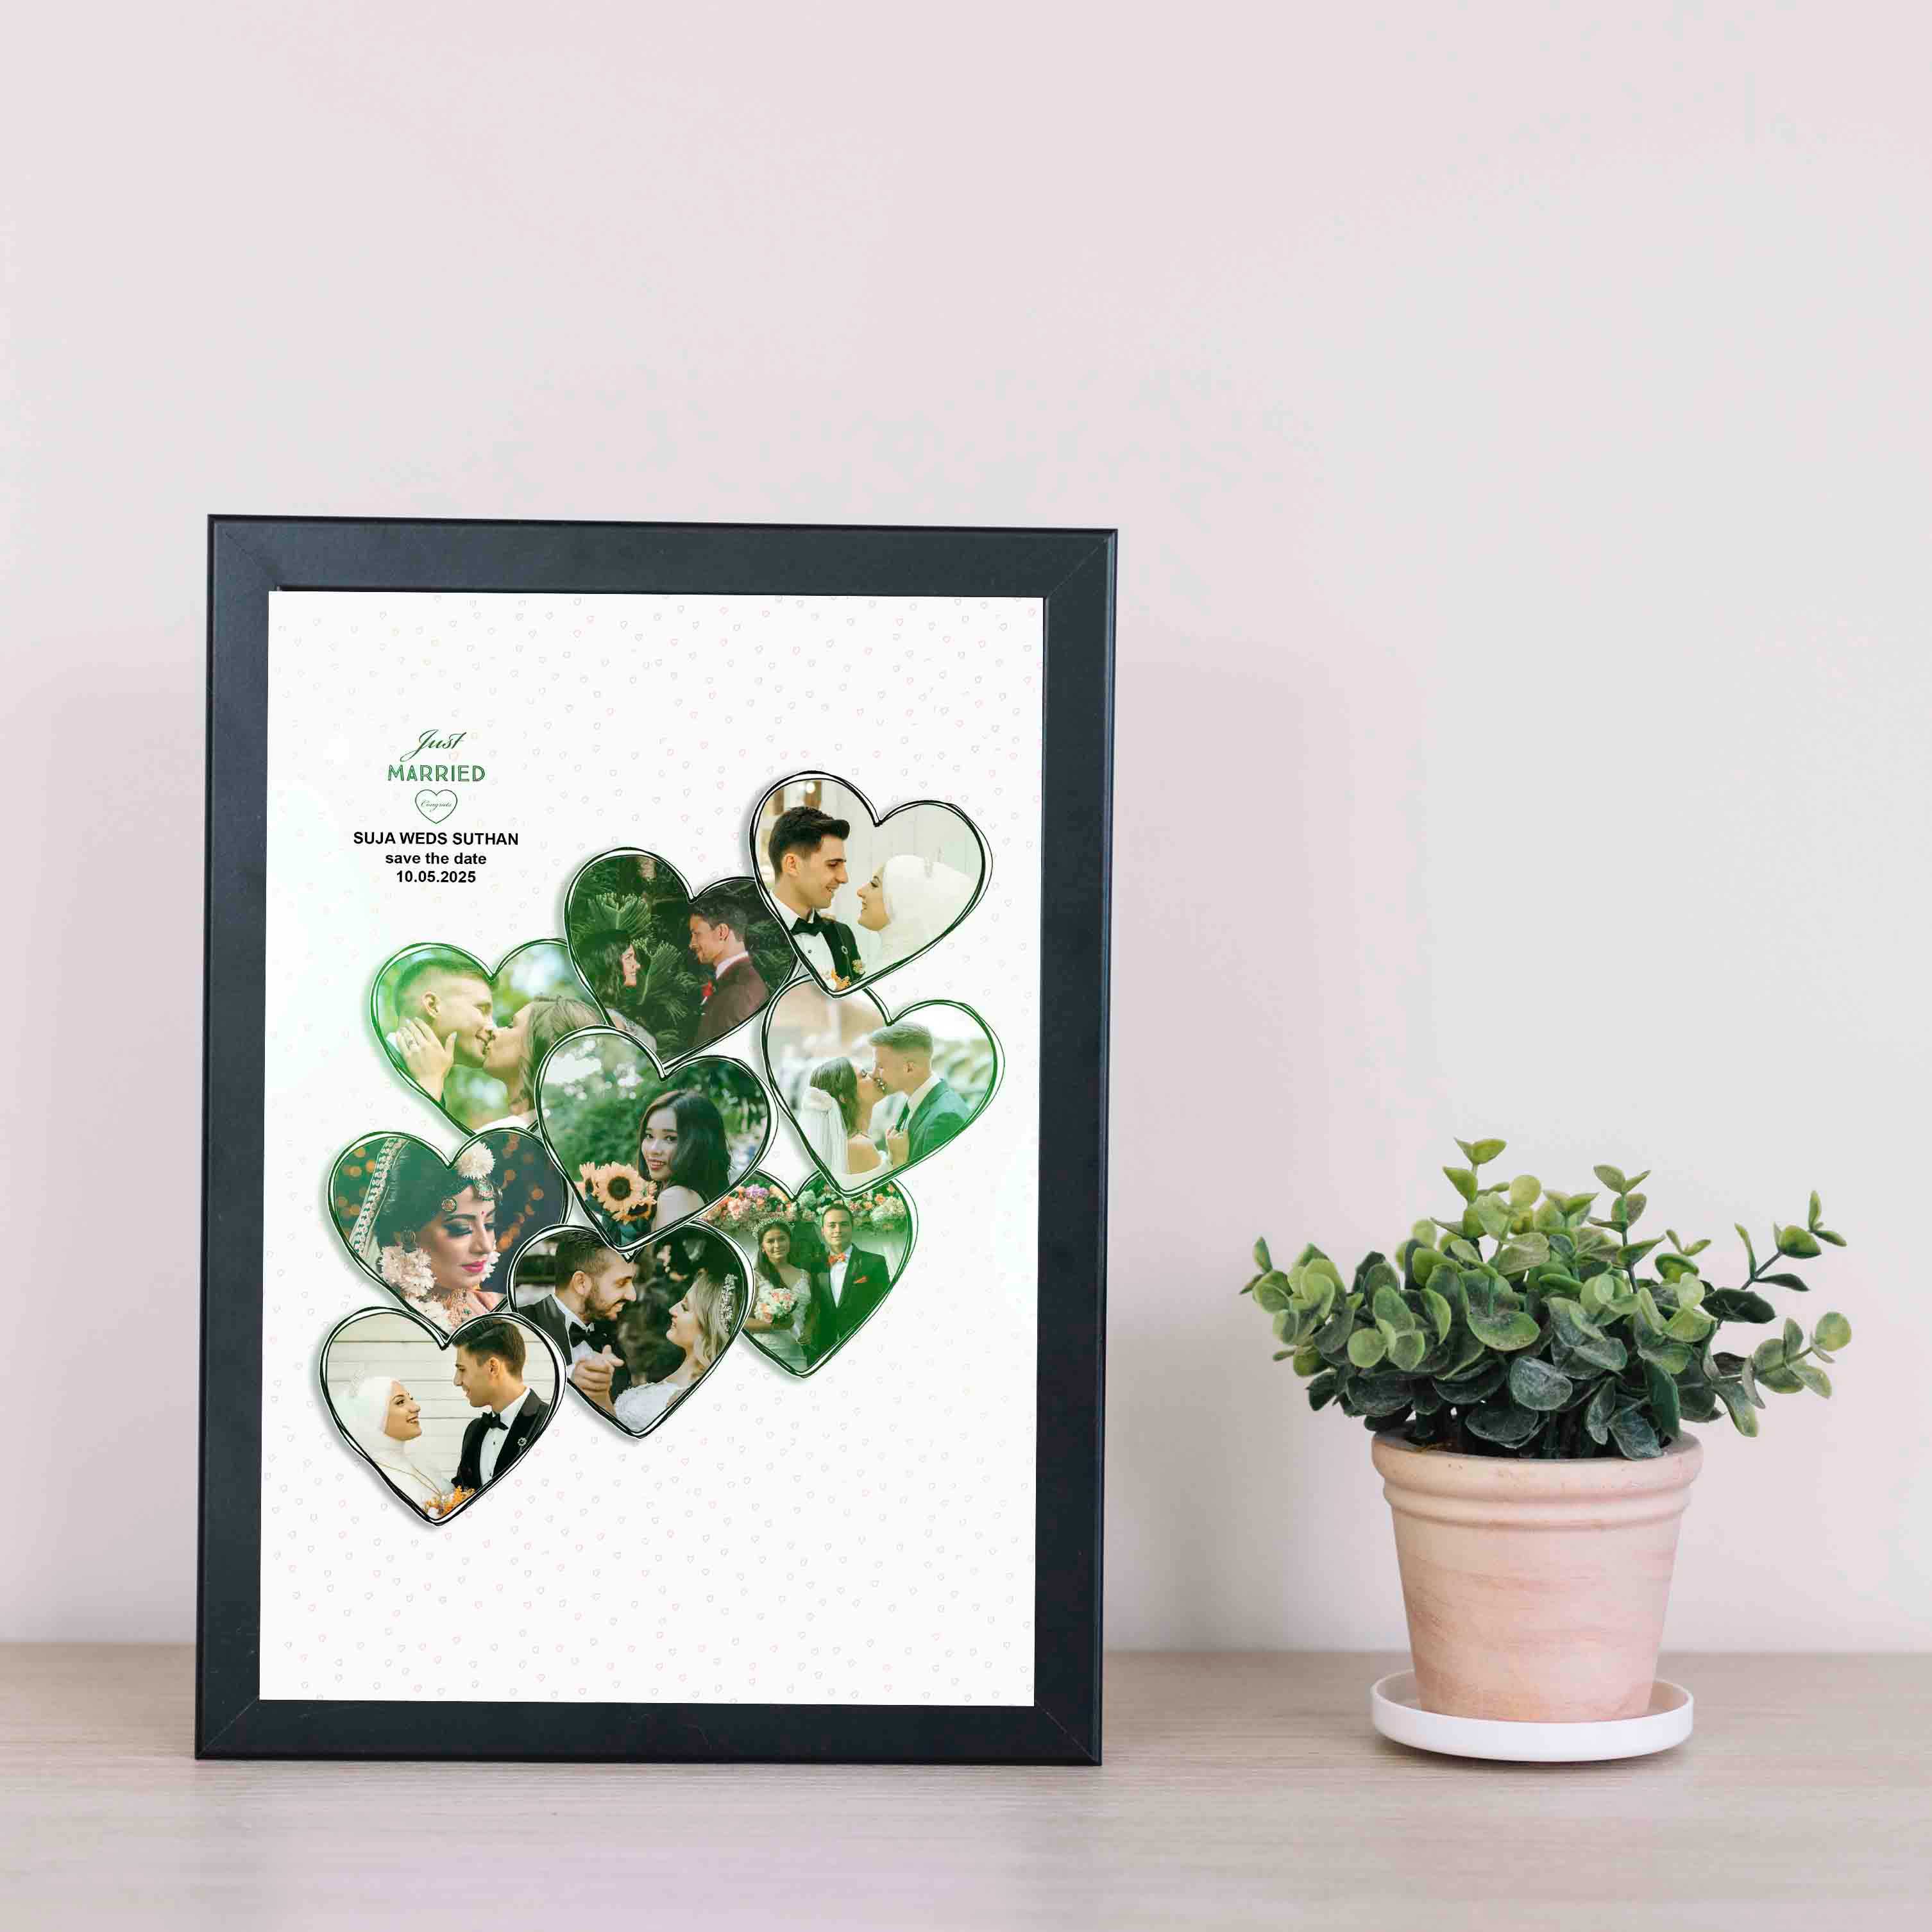 Just
MARRIED
Congrats
SUJA WEDS SUTHAN
save the date
10.05.2025